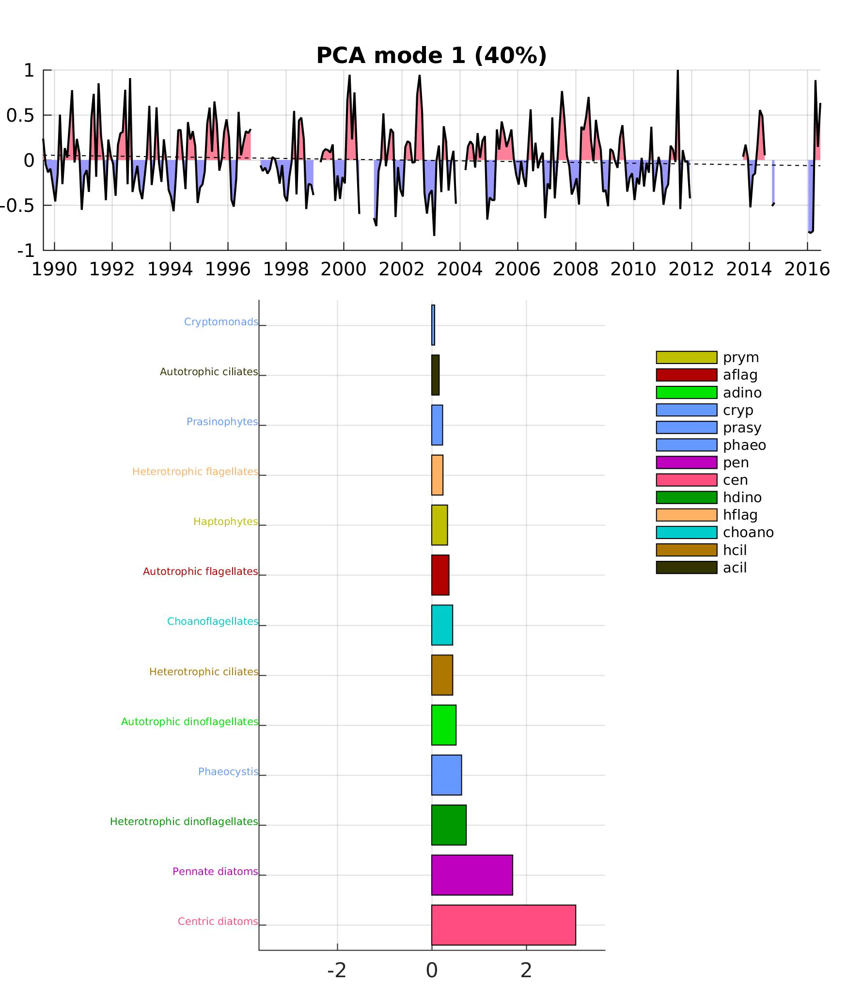 PCA mode 1 (40%)
1
0.5
0
-0.5
-1
1990 1992 1994 1996 1998 2000 2002 2004 2006 2008 2010 2012 2014 2016
Cryptomonads
Autotrophic ciliates
Prasinophytes
Heterotrophic flagellates
Haptophytes
Autotrophic flagellates
Choanoflagellates
Heterotrophic ciliates
Autotrophic dinoflagellates
Phaeocystis
Heterotrophic dinoflagellates
Pennate diatoms
Centric diatoms
-2 0 2
prym
aflag
adino
cryp
prasy
phaeo
pen
cen
hdino
hflag
choano
hcil
acil